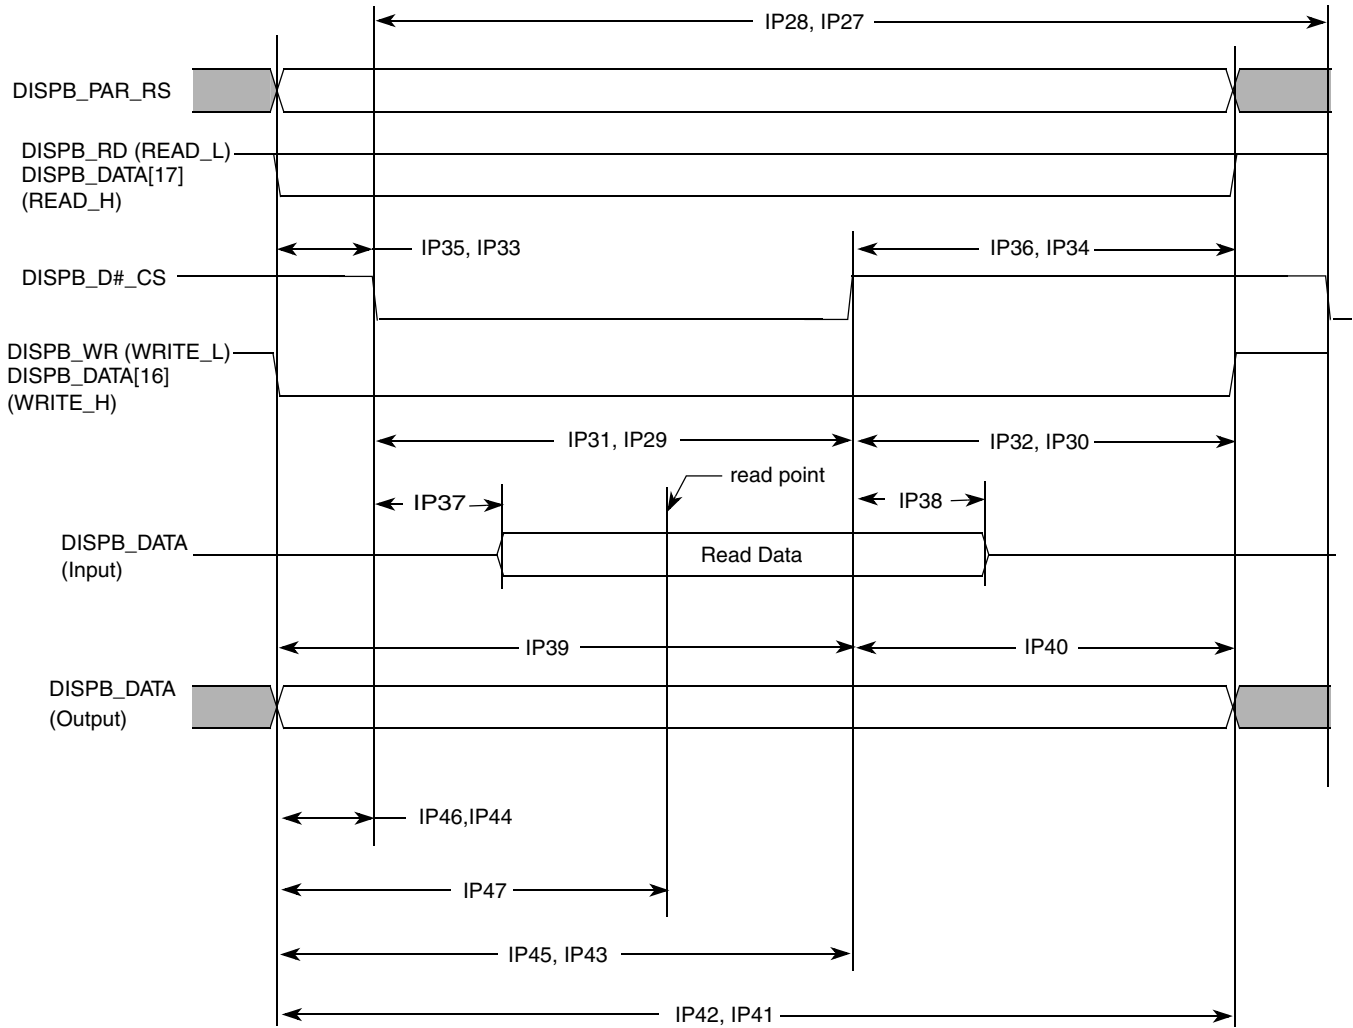 IP28, IP27
DISPB_PAR_RS
DISPB_RD (READ_L)
DISPB_DATA[17]
(READ_H)
IP35, IP33
IP36, IP34
DISPB_D#_CS
DISPB_WR (WRITE_L)
DISPB_DATA[16]
(WRITE_H)
IP31, IP29
IP32, IP30
read point
IP37
IP38
DISPB_DATA
(Input)
Read Data
IP39
IP40
DISPB_DATA
(Output)
IP46,IP44
IP47
IP45, IP43
IP42, IP41